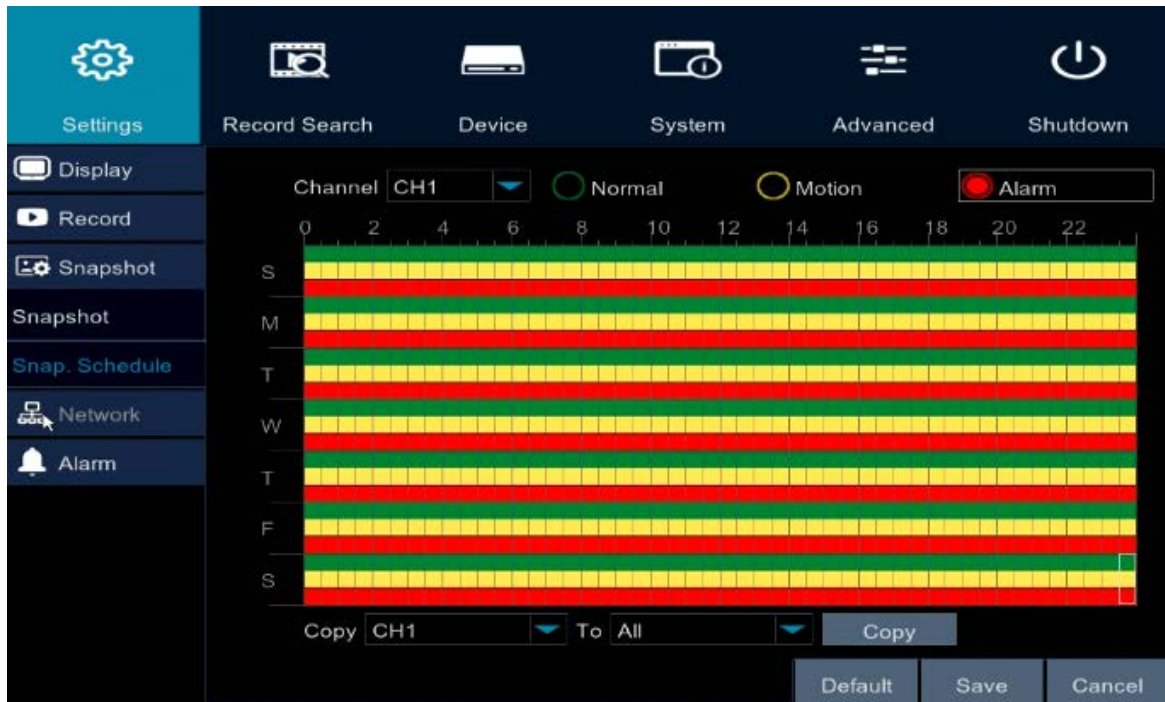 Settings Record Search Device System Advanced Shutdown
Display
Record
Snapshot
Snapshot
Snap. Schedule
Network
Alarm
Channel CH1 Normal Motion Alarm
0 2 4 6 8 10 12 14 16 18 20 22
S
M
T
W
T
F
S
Copy CH1 To All Copy
Default Save Cancel